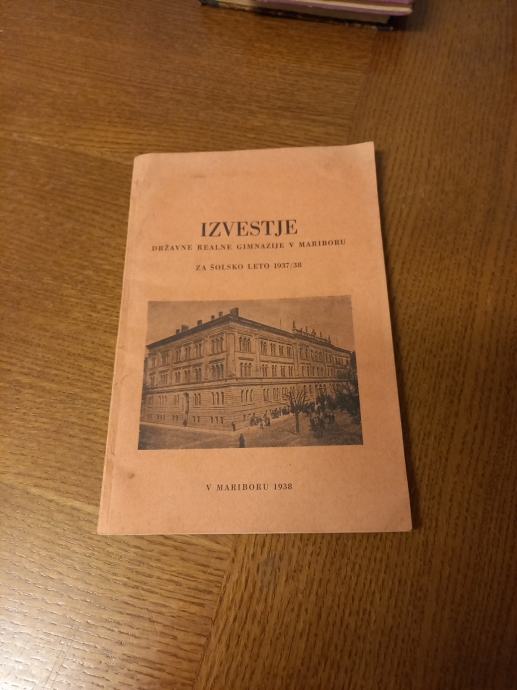 IZVESTJE
DRŽAVNE REALNE GIMNAZIJE V MARIBORU
ZA ŠOLSKO LETO 1937/38
V MARIBORU 1938